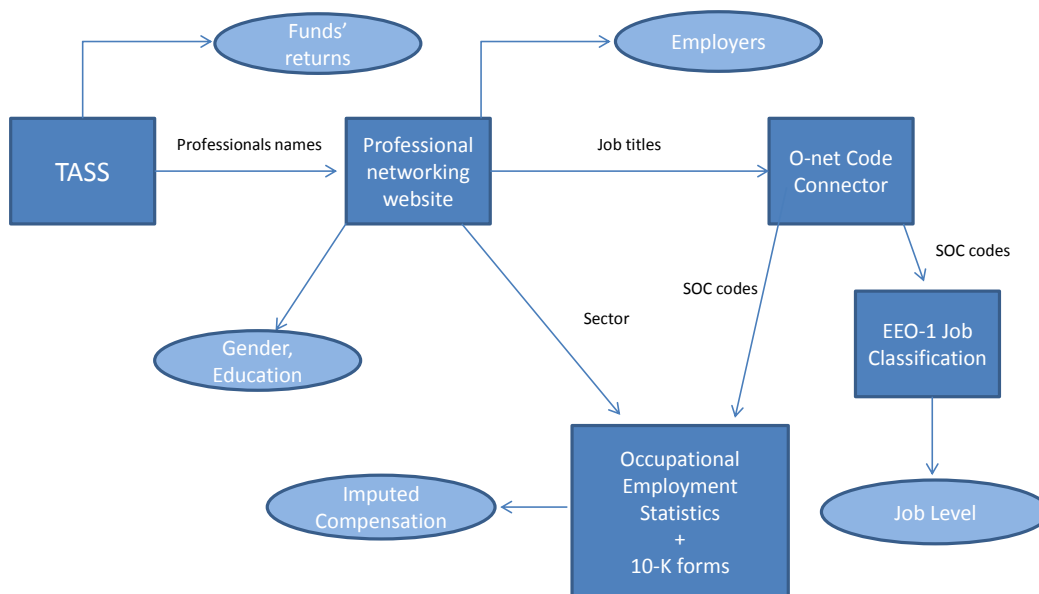 Funds'
returns
Employers
TASS
Professionals names
Professional
networking
website
Job titles
O-net Code
Connector
SOC codes
SOC codes
Sector
EEO-1 Job
Classification
Gender,
Education
Occupational
Employment
Statistics
+
10-K forms
Imputed
Compensation
Job Level